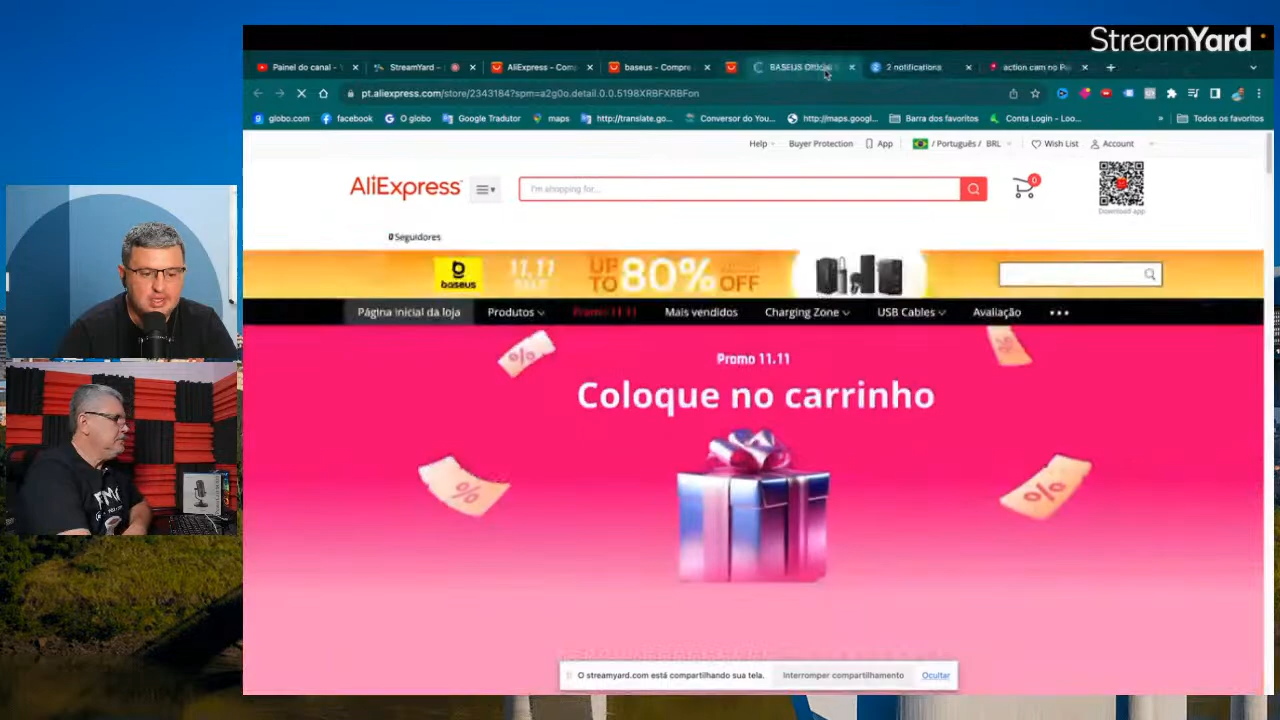 StreamYard
Painel do canal -
StreamYard –
AliExpress - Com
baseus - Compre
BASEUS Official
2 notifications
action cam no Pe
pt.aliexpress.com/store/2343184?spm=a2g0o.detail.0.0.5198XRBFXRBFon
globo.com
facebook
O globo
Google Tradutor
maps
http://translate.go...
Conversor do You...
http://maps.googl...
Barra dos favoritos
Conta Login - Loo...
»
Todos os favoritos
Help
Buyer Protection
App
/ Português / BRL
Wish List
Account
AliExpress
I'm shopping for...
0
Download app
0 Seguidores
baseus
11.11
UP TO 80% OFF
Página inicial da loja
Produtos
Promo 11.11
Mais vendidos
Charging Zone
USB Cables
Avaliação
Promo 11.11
Coloque no carrinho
%
%
%
%
O streamyard.com está compartilhando sua tela.
Interromper compartilhamento
Ocultar